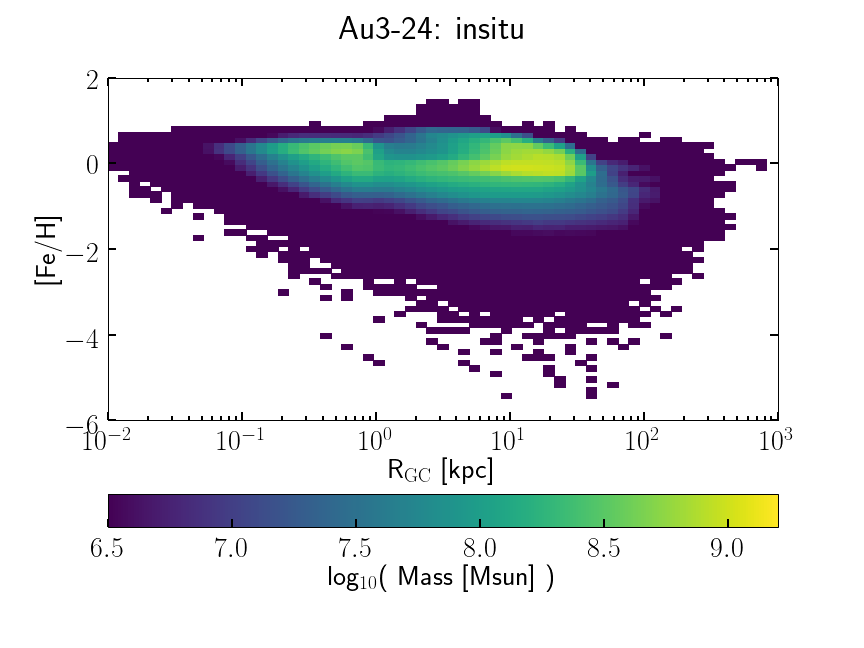 Au3-24: insitu
2
0
−2
−4
−6
[Fe/H]
10⁻² 10⁻¹ 10⁰ 10¹ 10² 10³
R_GC [kpc]
6.5 7.0 7.5 8.0 8.5 9.0
log₁₀( Mass [Msun] )